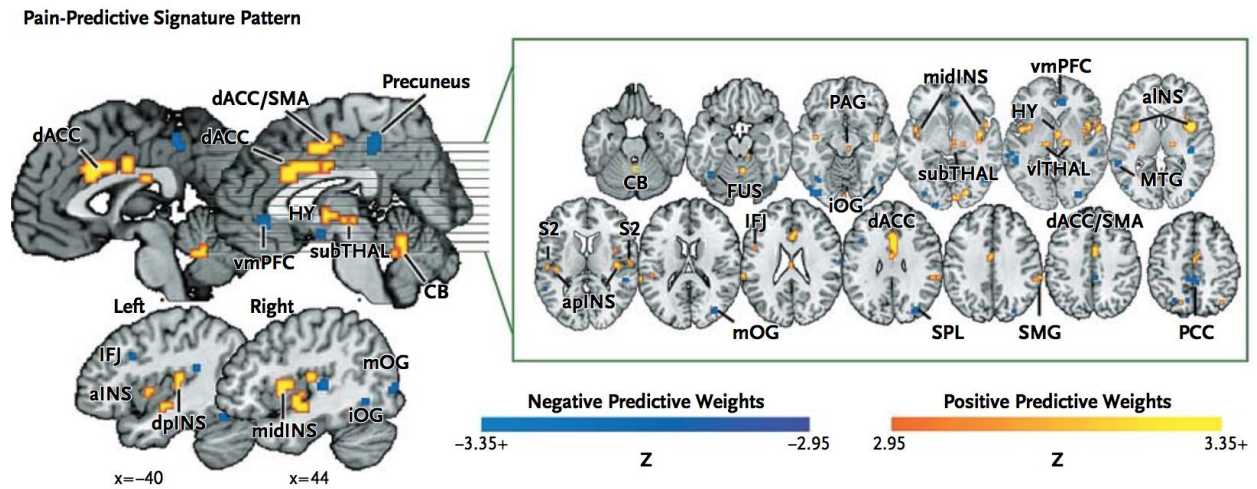 Pain-Predictive Signature Pattern
dACC/SMA
Precuneus
dACC
dACC
HY
vmPFC
subTHAL
CB
Left
Right
IFJ
aINS
dpINS
midINS
mOG
iOG
x=−40
x=44
CB
FUS
PAG
iOG
midINS
subTHAL
vmPFC
HY
vlTHAL
aINS
MTG
S2
S2
apINS
mOG
IFJ
dACC
SPL
SMG
dACC/SMA
PCC
Negative Predictive Weights
−3.35+
−2.95
Z
Positive Predictive Weights
2.95
3.35+
Z